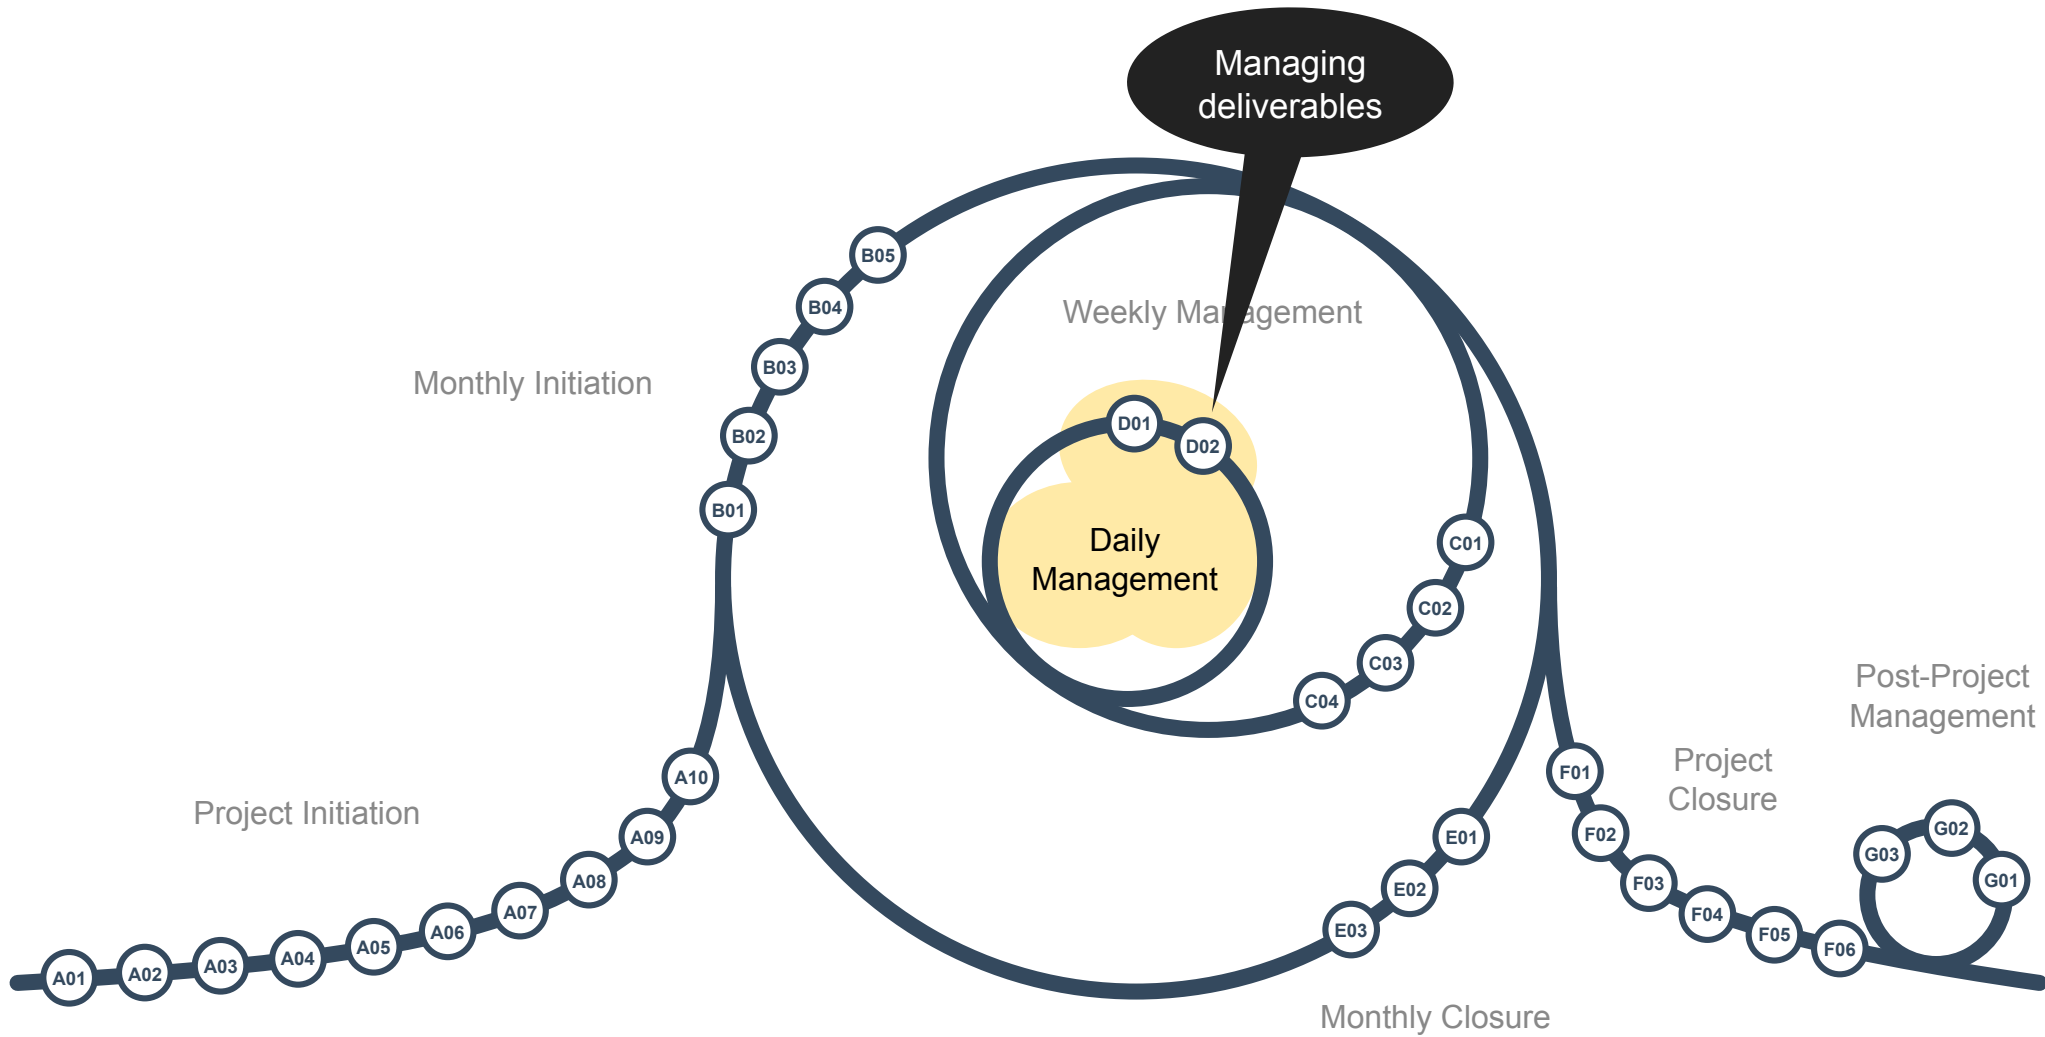 Managing
deliverables
B05
B04
B03
B02
B01
Monthly Initiation
Weekly Management
D01
D02
Daily
Management
C01
C02
C03
C04
A10
A09
A08
A07
A06
A05
A04
A03
A02
A01
Project Initiation
E01
E02
E03
Monthly Closure
F01
F02
F03
F04
F05
F06
Project
Closure
Post-Project
Management
G03
G02
G01